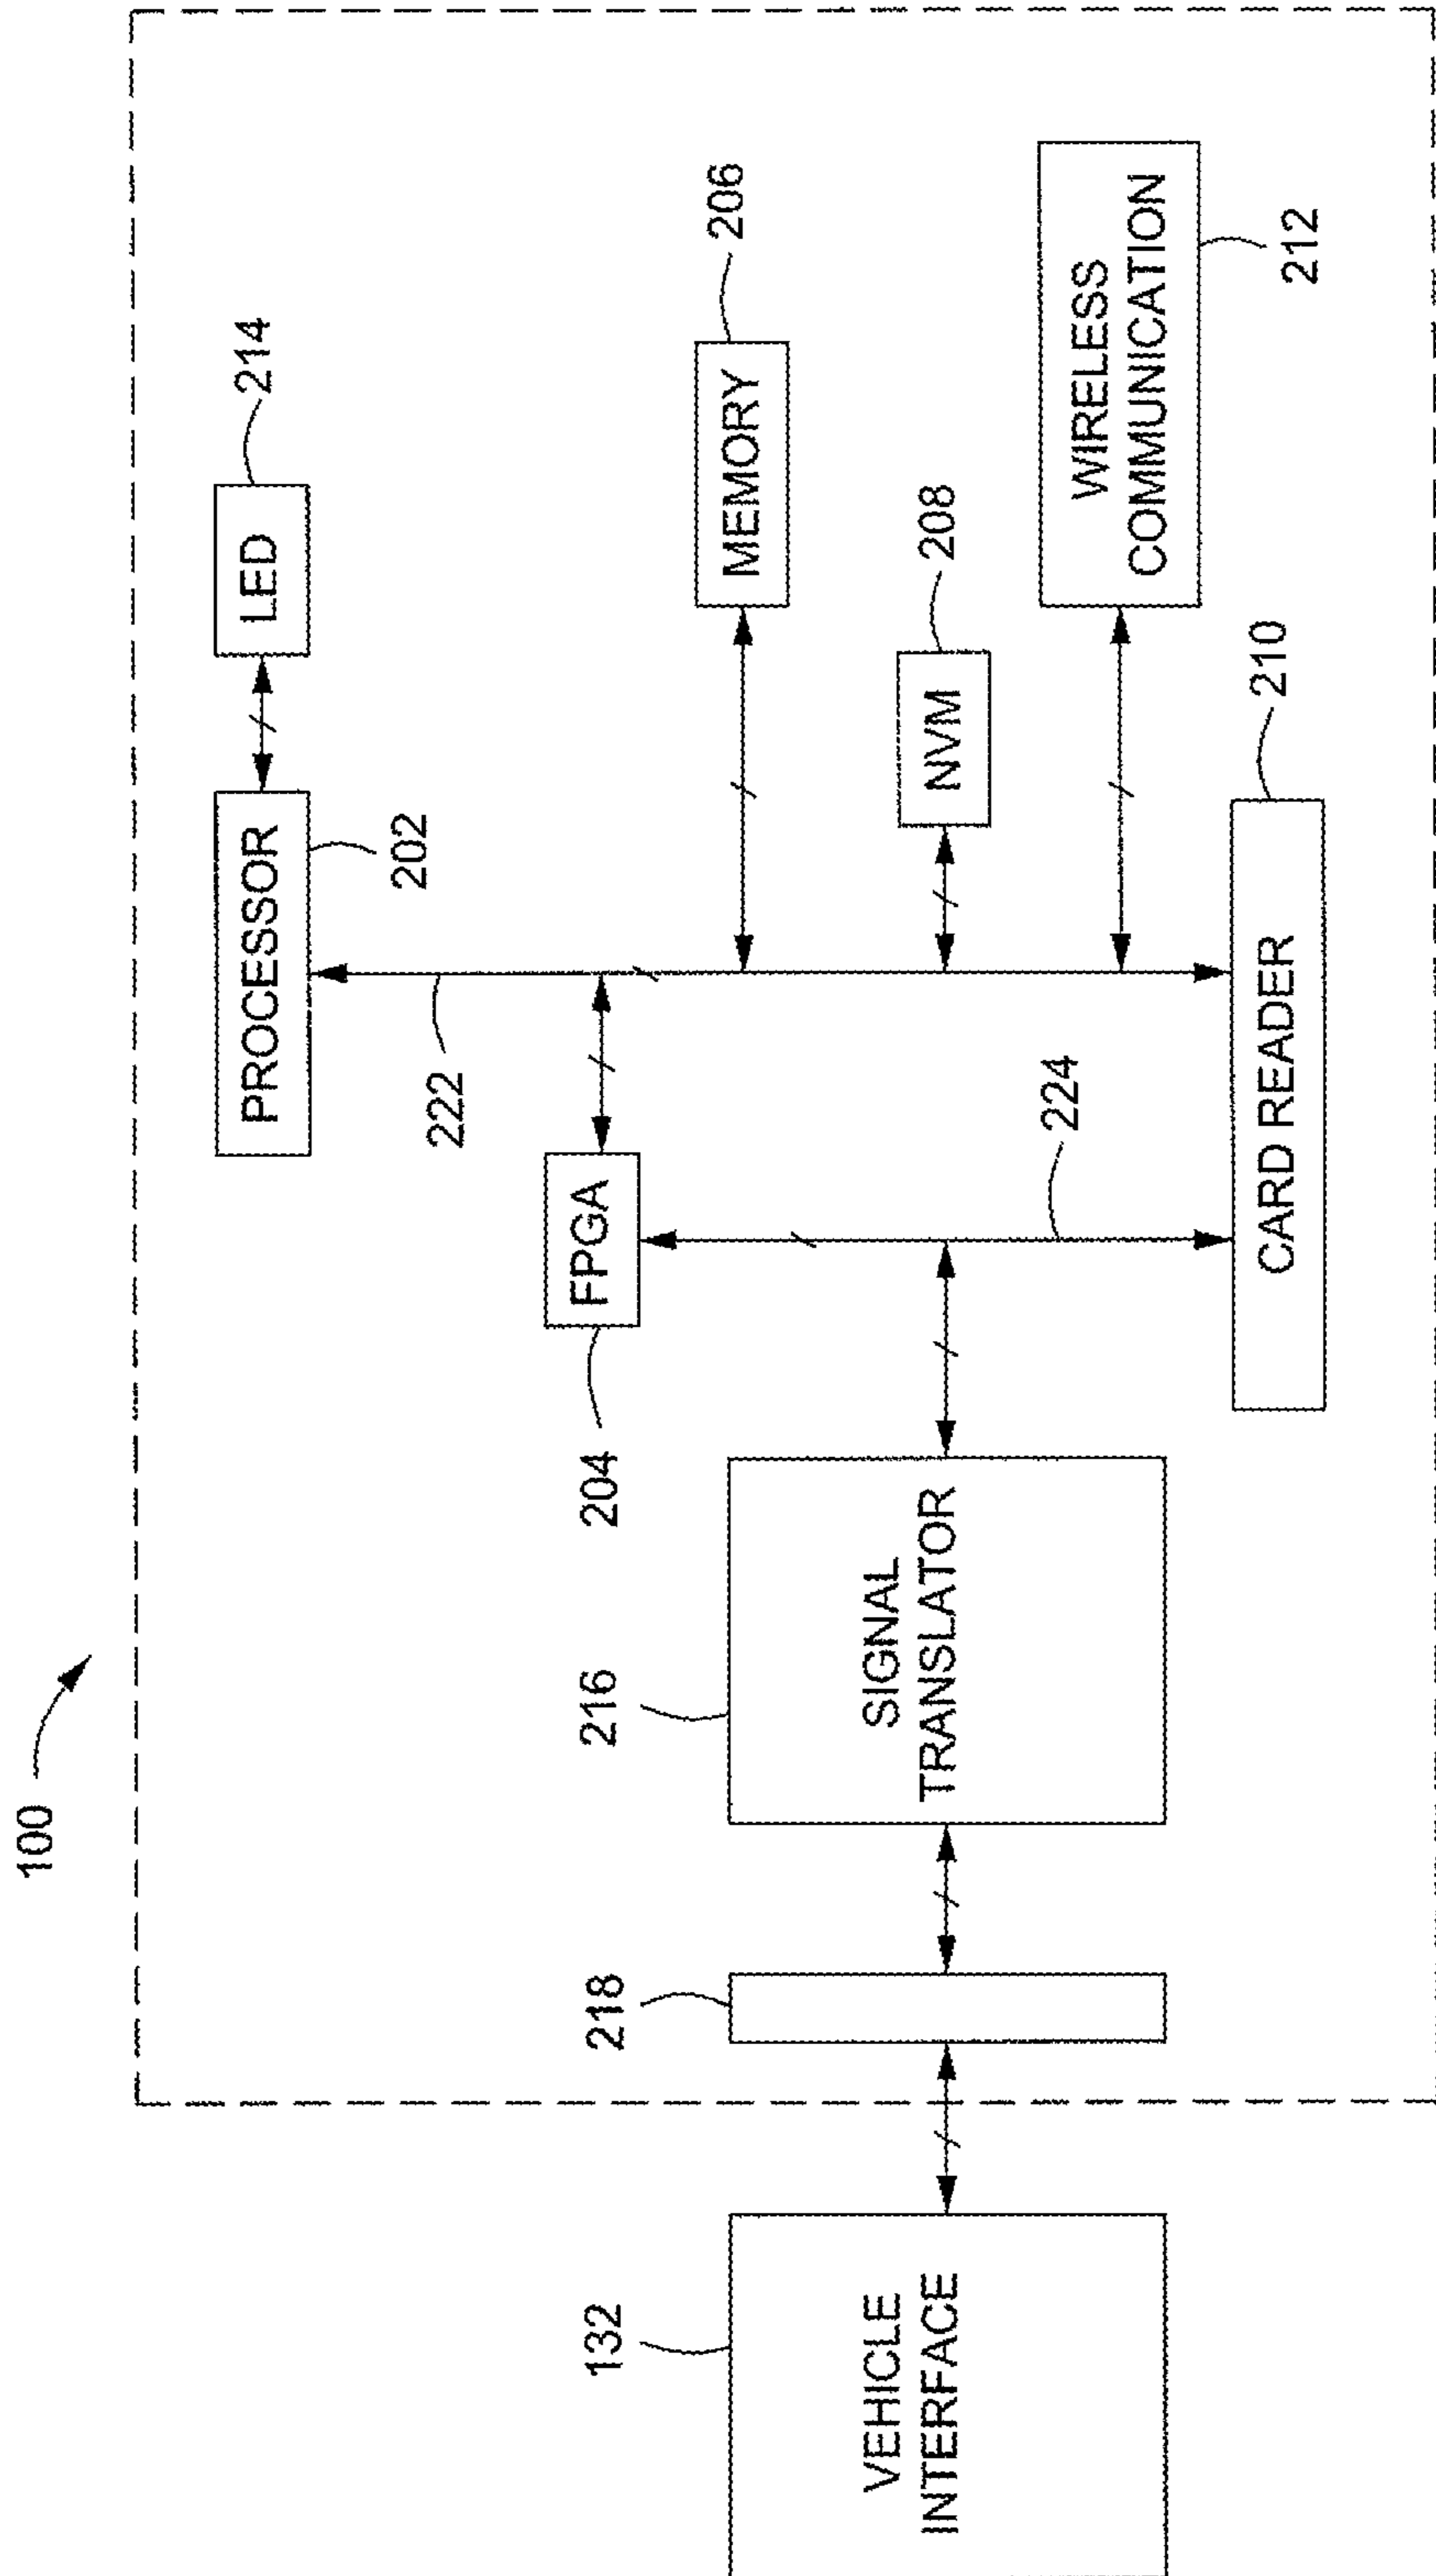 100
PROCESSOR
202
LED
214
222
FPGA
204
MEMORY
206
224
NVM
208
WIRELESS
COMMUNICATION
212
CARD READER
210
SIGNAL
TRANSLATOR
216
218
VEHICLE
INTERFACE
132